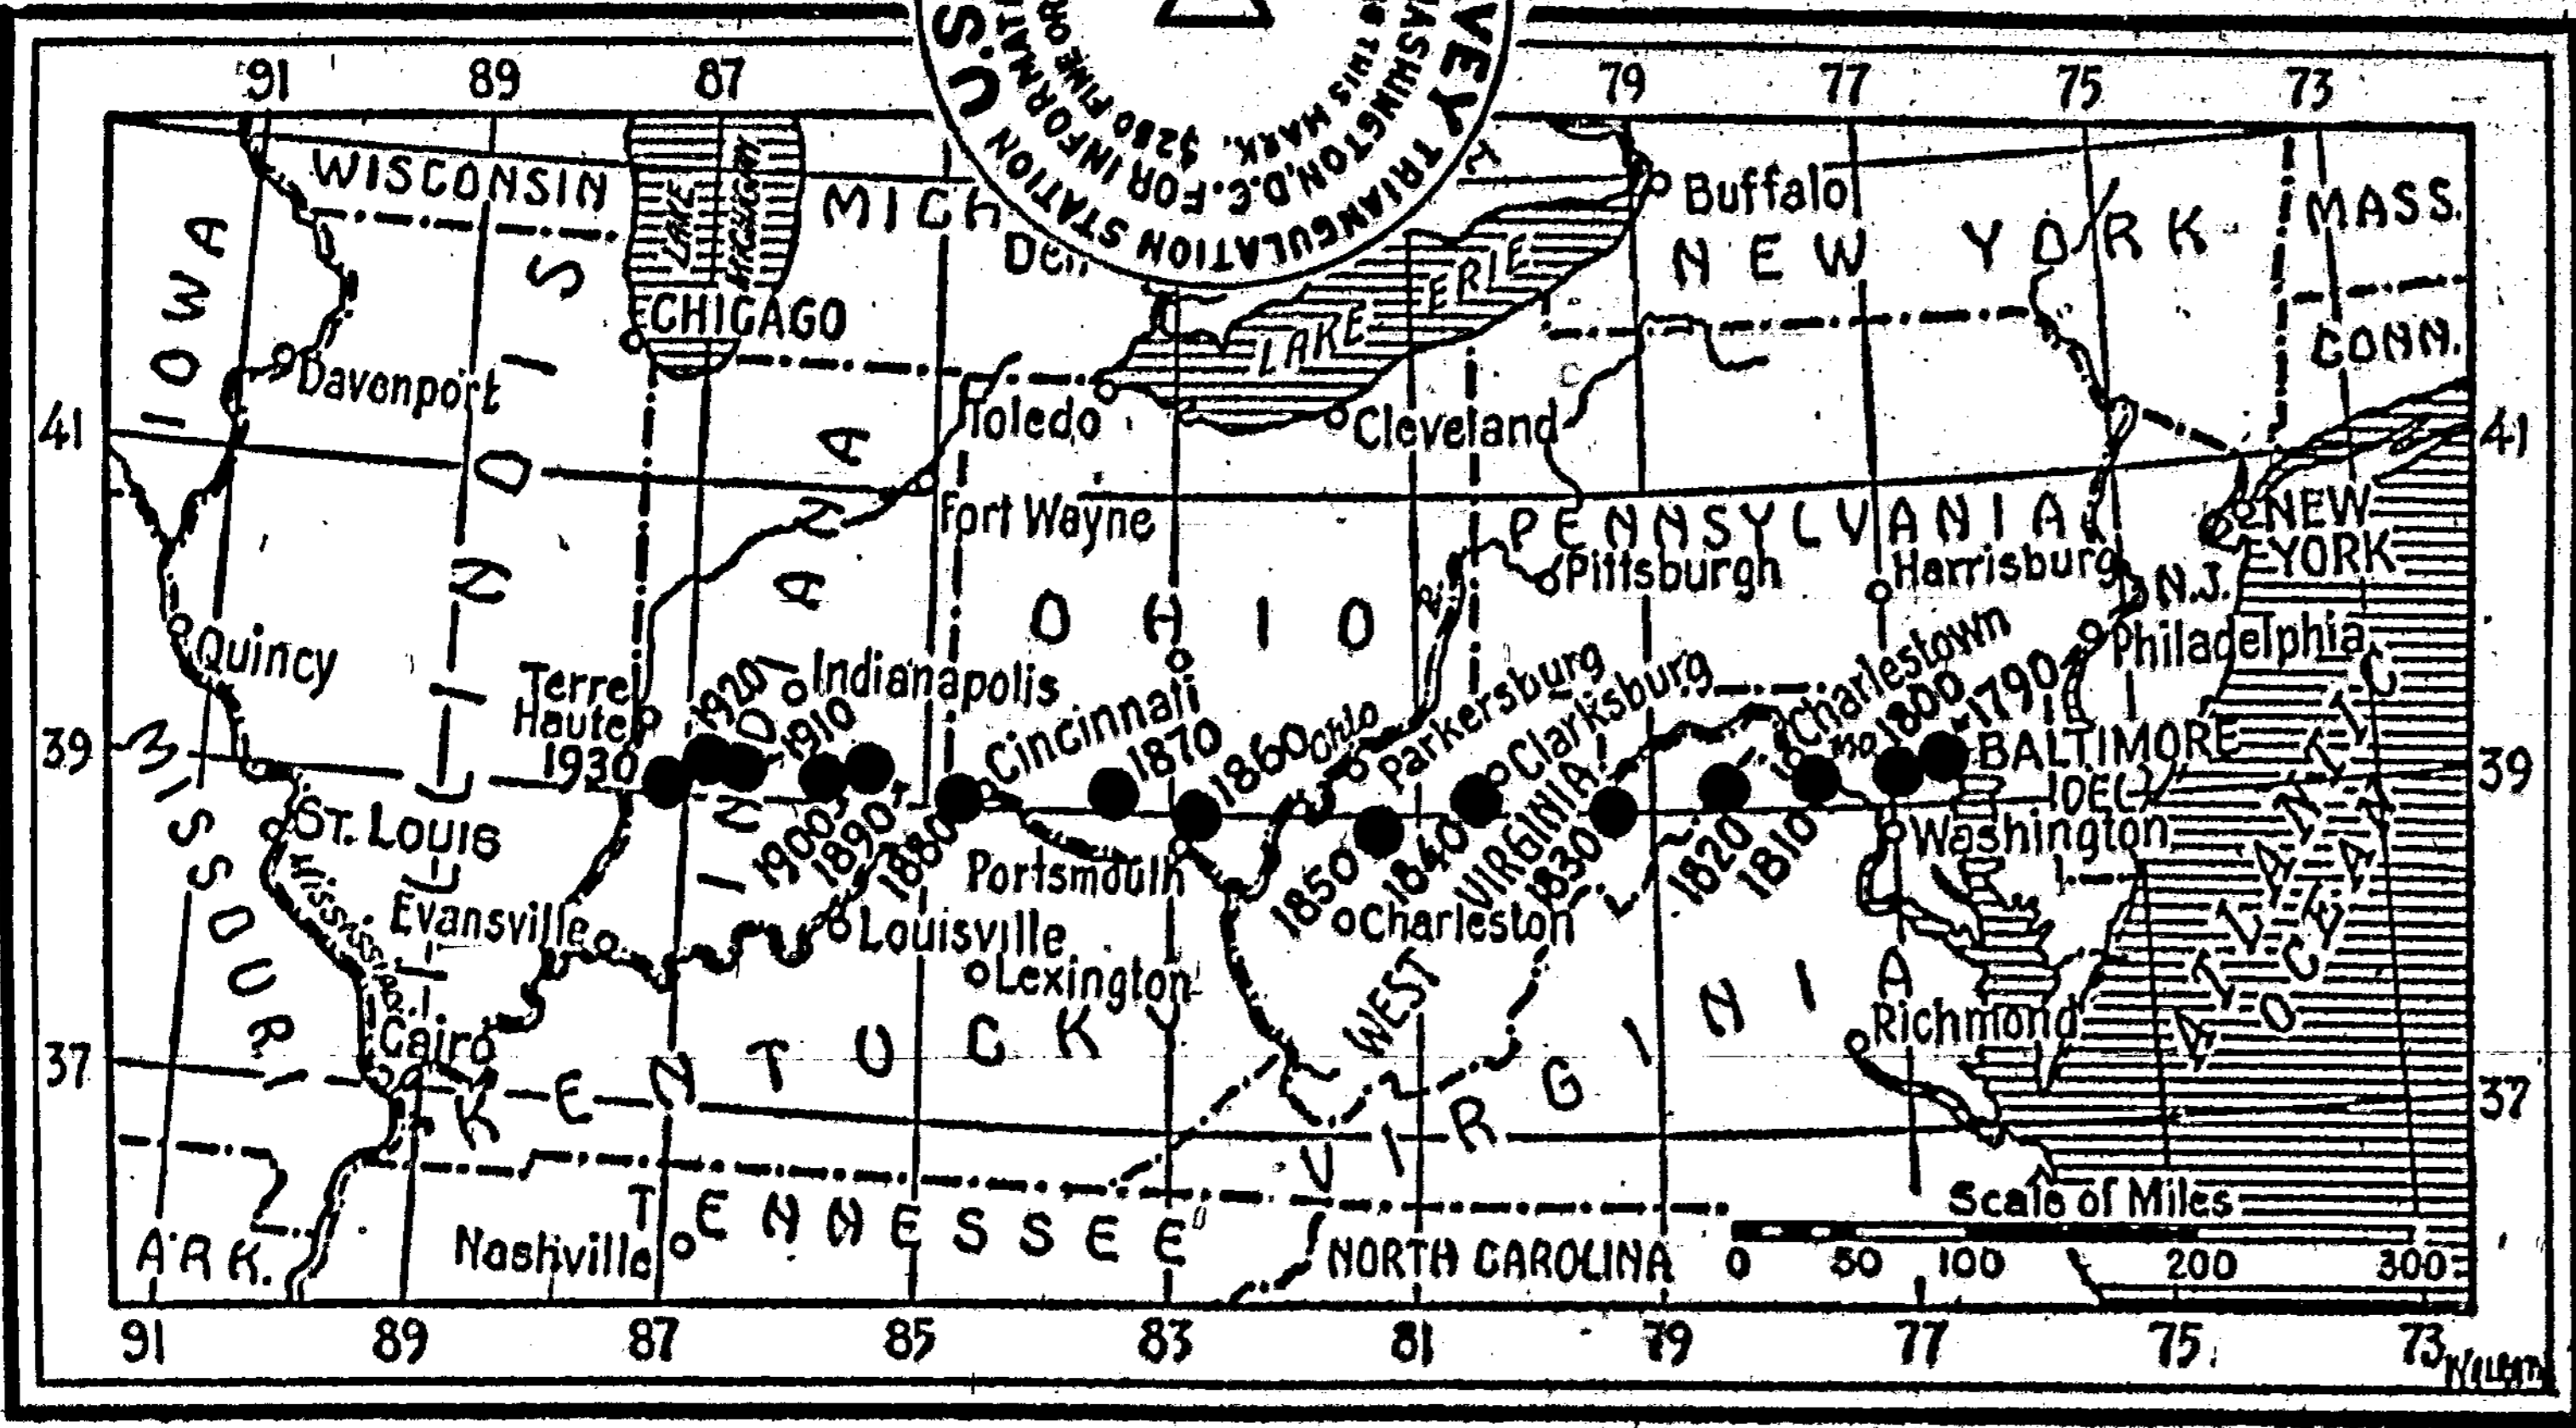 U.S.
VEY TRIANGULATION STATION
WASHINGTON, D.C. FOR INFORMATI
THIS MARK. $250 FINE OR
91 89 87 79 77 75 73
WISCONSIN
LAKE MICHIGAN
MICH
Buffalo
MASS.
IOWA
NEW YORK
CHICAGO
LAKE ERIE
CONN.
Davenport
41
Toledo
Cleveland
41
Fort Wayne
PENNSYLVANIA
NEW YORK
Pittsburgh
Harrisburg
N.J.
ILLINOIS
INDIANA
OHIO
Quincy
Philadelphia
Terre Haute
Indianapolis
Cincinnati
Ohio R.
Parkersburg
Clarksburg
Charlestown
BALTIMORE
39
1930
1920
1910
1900
1890
1880
1870
1860
1850
1840
1830
1820
1810
1800
1790
39
MD
DEL
MISSOURI
ST. LOUIS
Portsmouth
Washington
Mississippi R.
Evansville
Louisville
Charleston
WEST VIRGINIA
ATLANTIC OCEAN
Lexington
Cairo
Richmond
37
KENTUCKY
VIRGINIA
37
ARK.
Nashville
TENNESSEE
NORTH CAROLINA
Scale of Miles
0 50 100 200 300
91 89 87 85 83 81 79 77 75 73